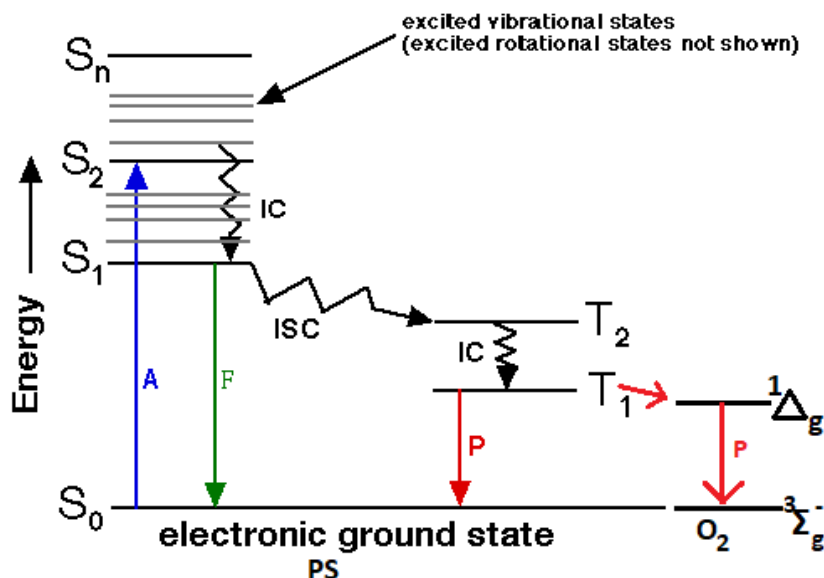 excited vibrational states
(excited rotational states not shown)
Sn
S2
IC
S1
ISC
T2
IC
T1
¹Δg
Energy
A
F
P
P
S0
electronic ground state
O2
³Σg⁻
PS